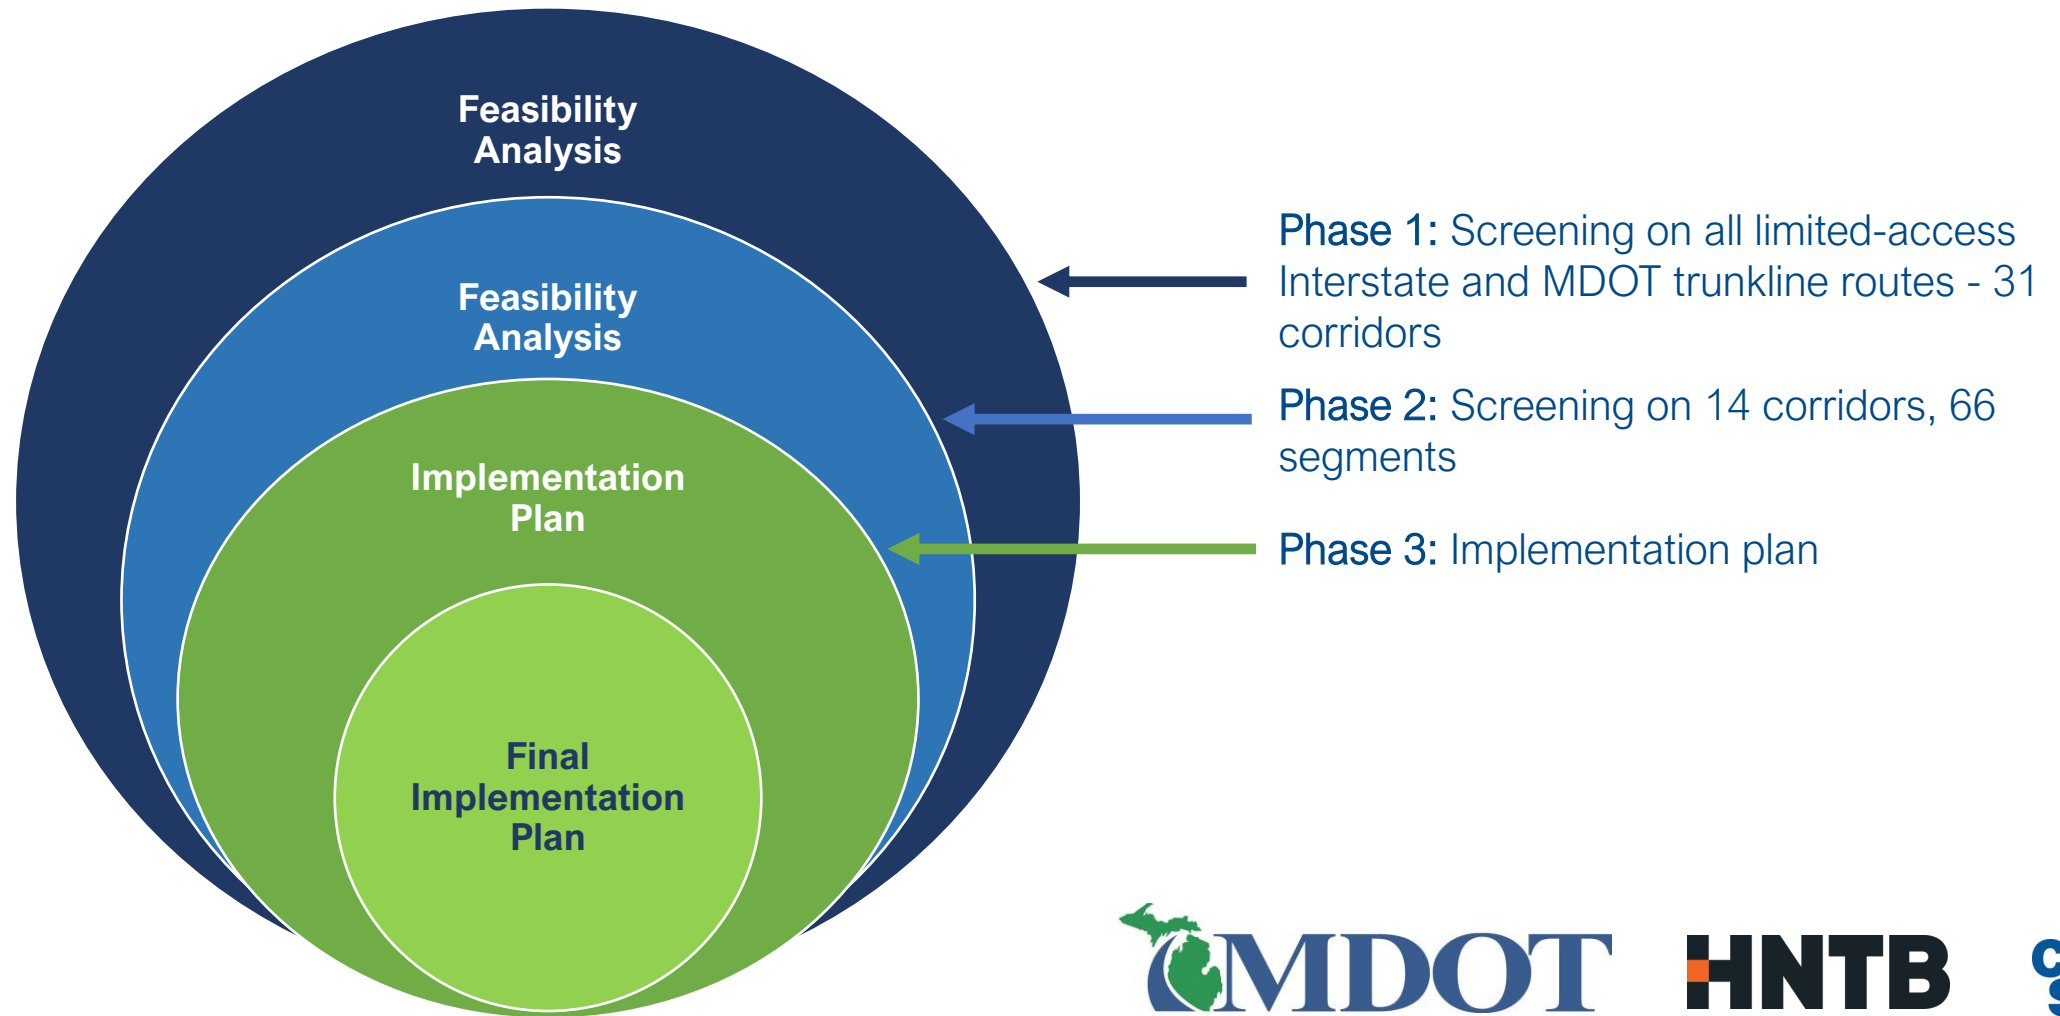 Feasibility
Analysis
Feasibility
Analysis
Implementation
Plan
Final
Implementation
Plan
Phase 1: Screening on all limited-access
Interstate and MDOT trunkline routes - 31
corridors
Phase 2: Screening on 14 corridors, 66
segments
Phase 3: Implementation plan
MDOT
HNTB